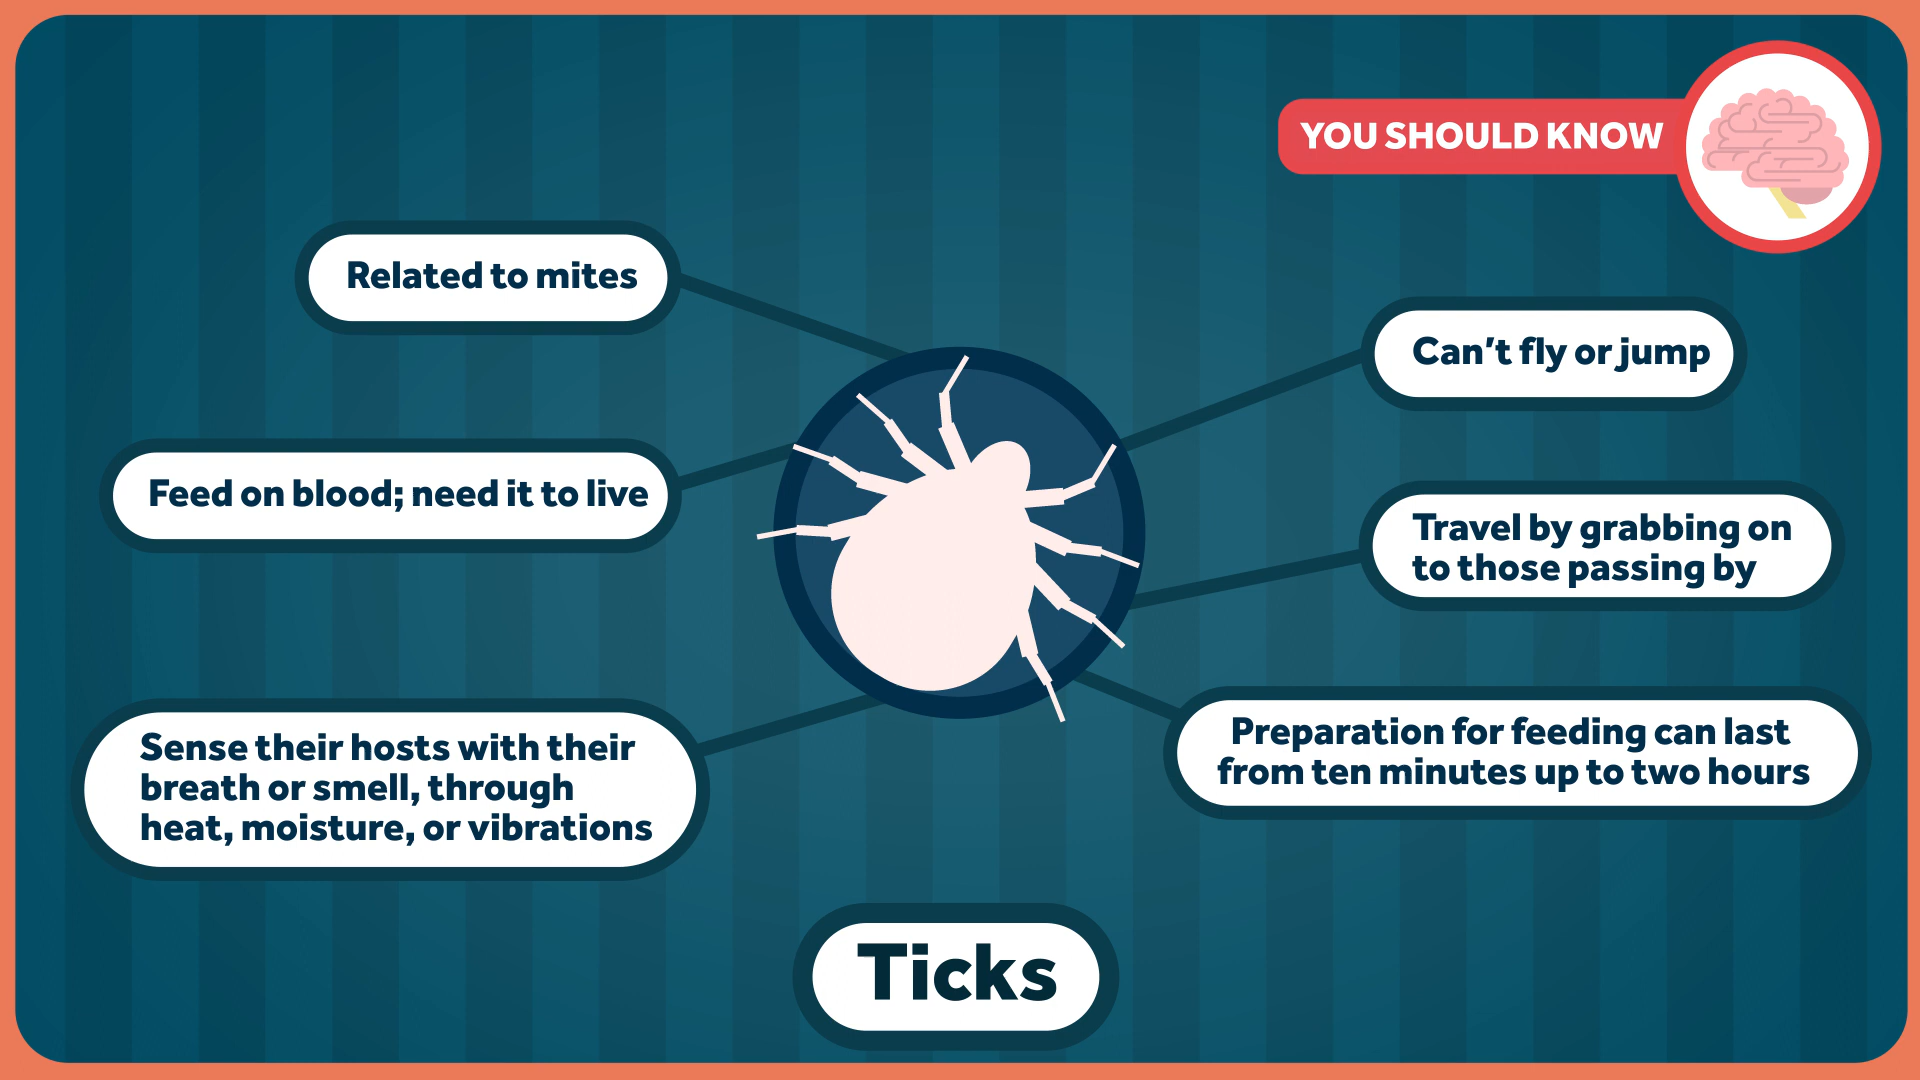 YOU SHOULD KNOW
Related to mites
Feed on blood; need it to live
Sense their hosts with their
breath or smell, through
heat, moisture, or vibrations
Can’t fly or jump
Travel by grabbing on
to those passing by
Preparation for feeding can last
from ten minutes up to two hours
Ticks